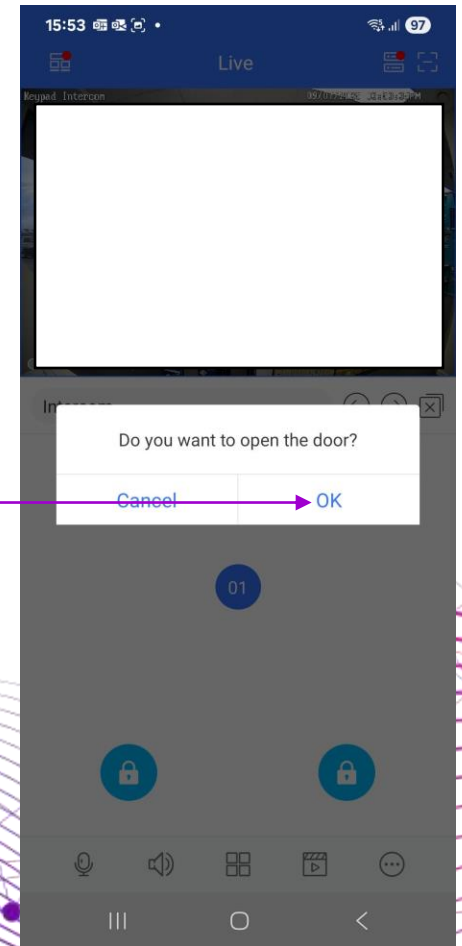 15:53 97
Live
Keypad Intercom
Do you want to open the door?
Cancel OK
01